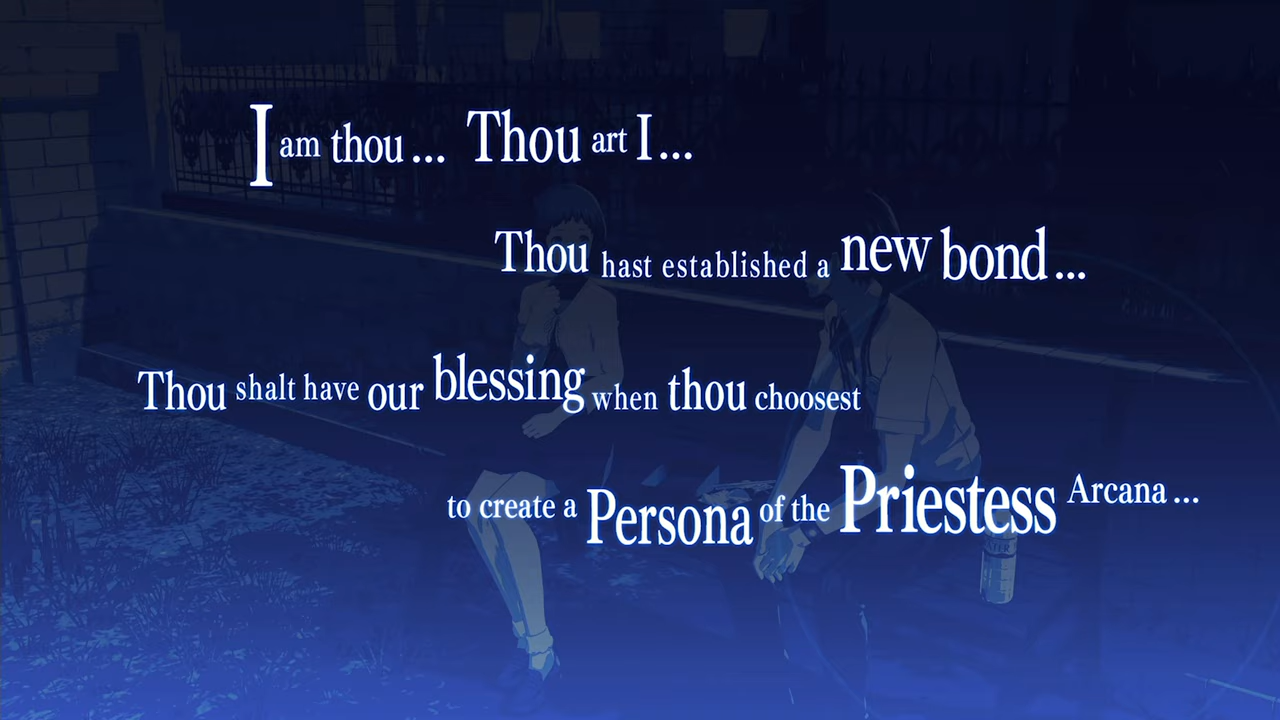 I am thou... Thou art I...
Thou hast established a new bond...
Thou shalt have our blessing when thou choosest
to create a Persona of the Priestess Arcana...